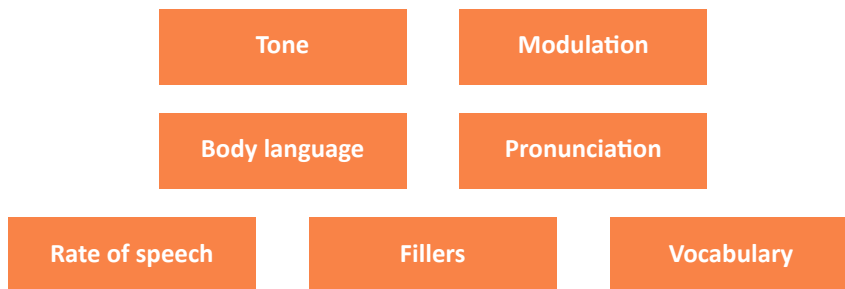 Tone
Modulation
Body language
Pronunciation
Rate of speech
Fillers
Vocabulary